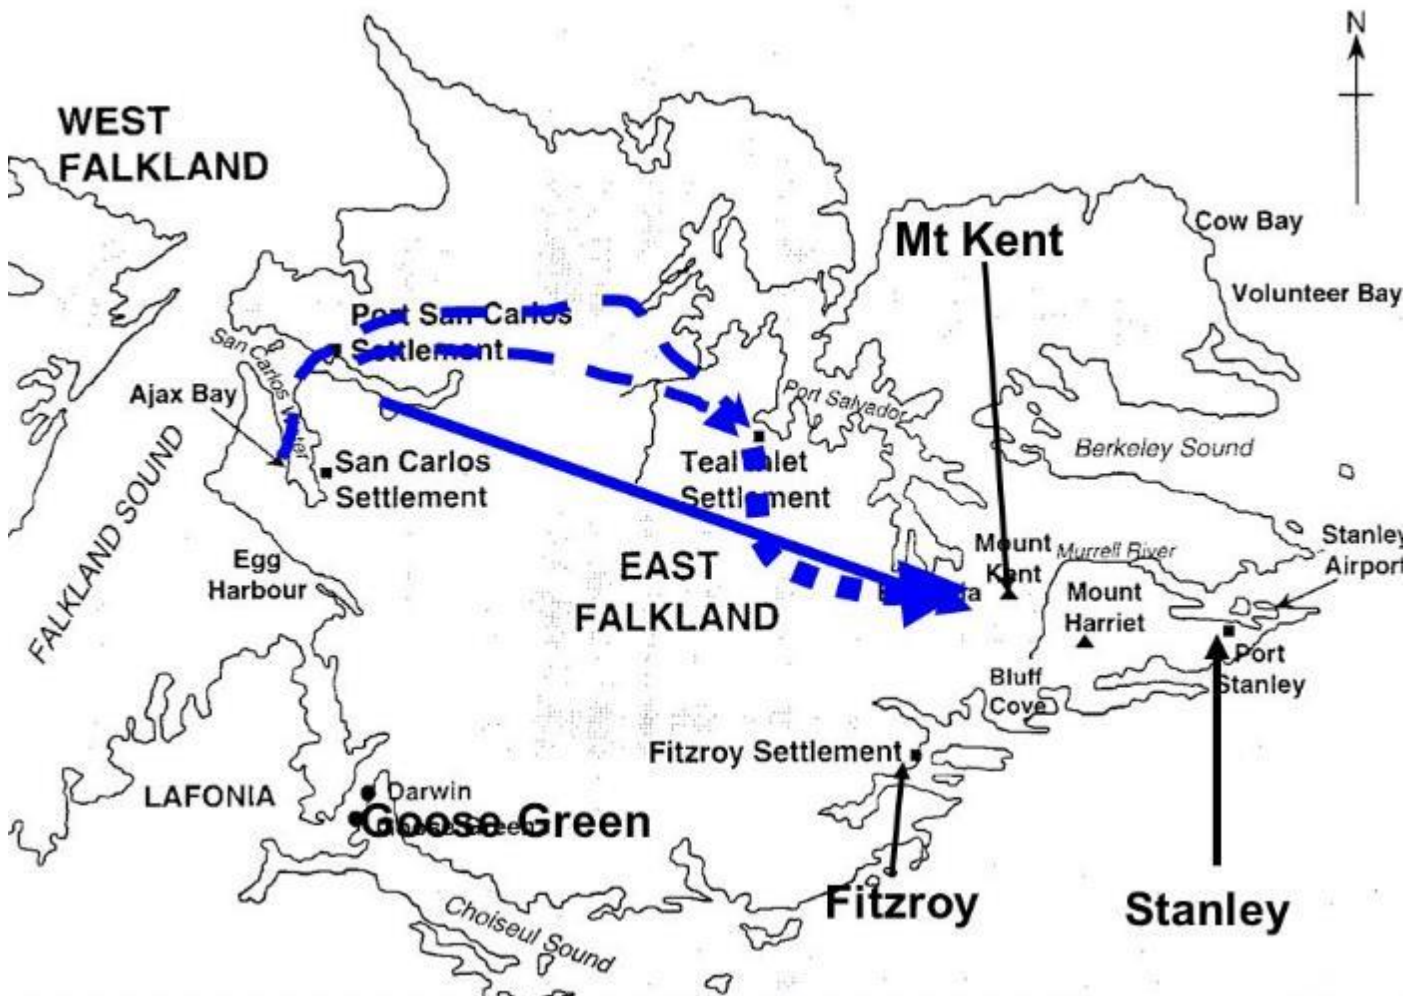 N
WEST
FALKLAND
Mt Kent
Cow Bay
Volunteer Bay
Port San Carlos
Settlement
San Carlos Water
Ajax Bay
Port Salvador
Berkeley Sound
San Carlos
Settlement
Teal Inlet
Settlement
FALKLAND SOUND
Egg
Harbour
EAST
FALKLAND
Mount
Kent
Murrell River
Stanley
Airport
Mount
Harriet
Port
Stanley
Bluff
Cove
Fitzroy Settlement
LAFONIA
Darwin
Goose Green
Goose Green
Fitzroy
Stanley
Choiseul Sound